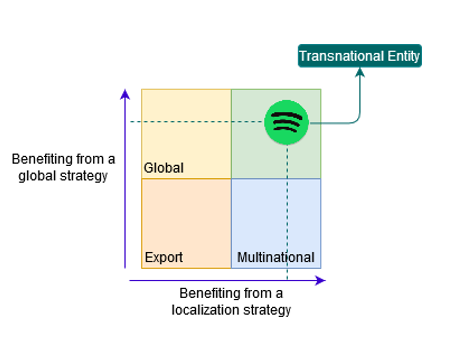 Transnational Entity
Benefiting from a
global strategy
Global
Export
Multinational
Benefiting from a
localization strategy